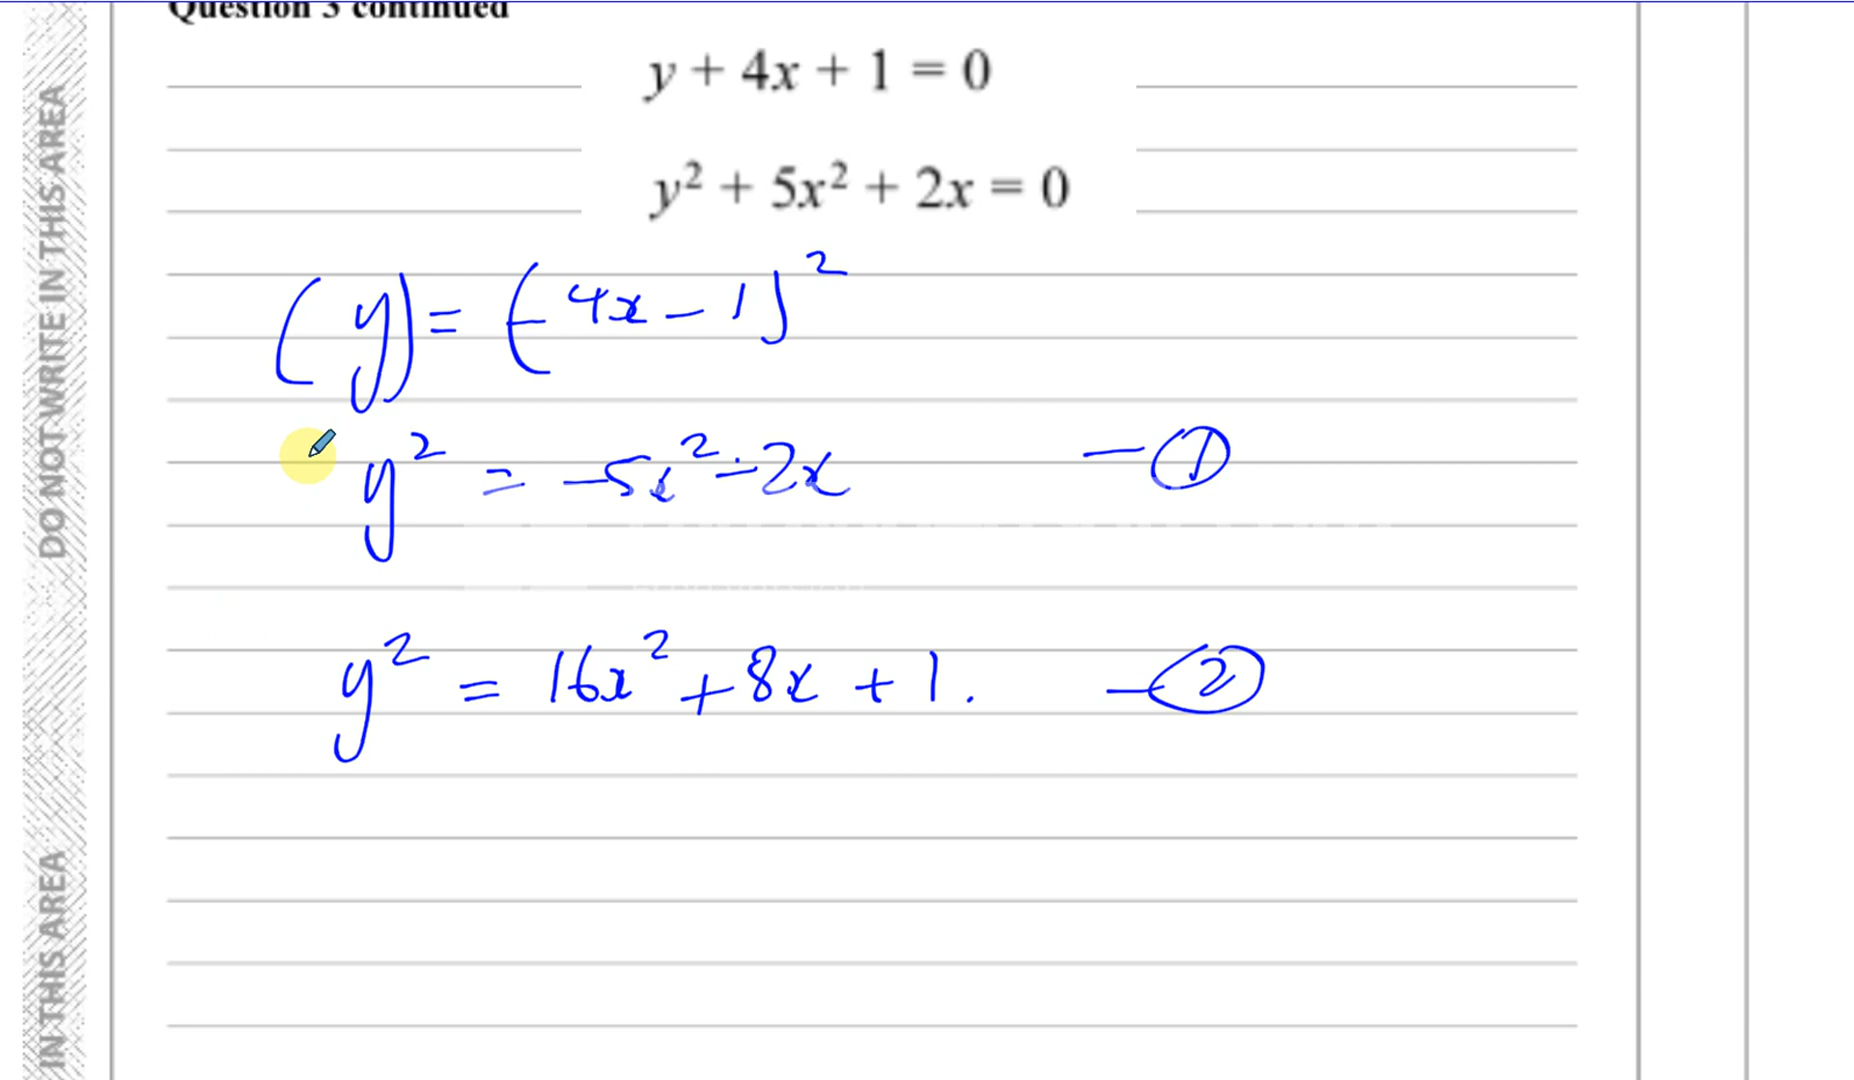 Question 3 continued
y + 4x + 1 = 0
y² + 5x² + 2x = 0
(y) = (-4x - 1)²
y² = -5x² - 2x - ①
y² = 16x² + 8x + 1. - ②
DO NOT WRITE IN THIS AREA
IN THIS AREA